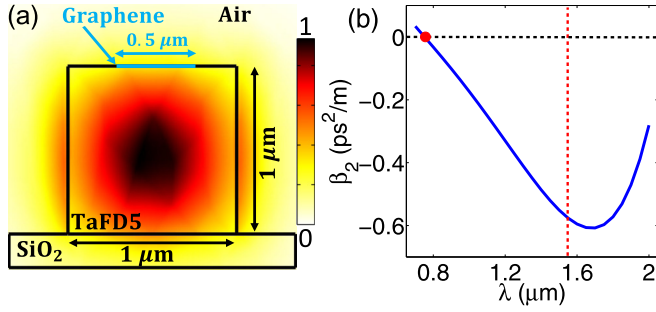 (a)
Graphene
Air
0.5 μm
1
1 μm
TaFD5
SiO₂
1 μm
0
(b)
0
−0.2
−0.4
−0.6
β₂ (ps²/m)
0.8
1.2
1.6
2
λ (μm)